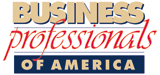 BUSINESS
professionals
OF AMERICA